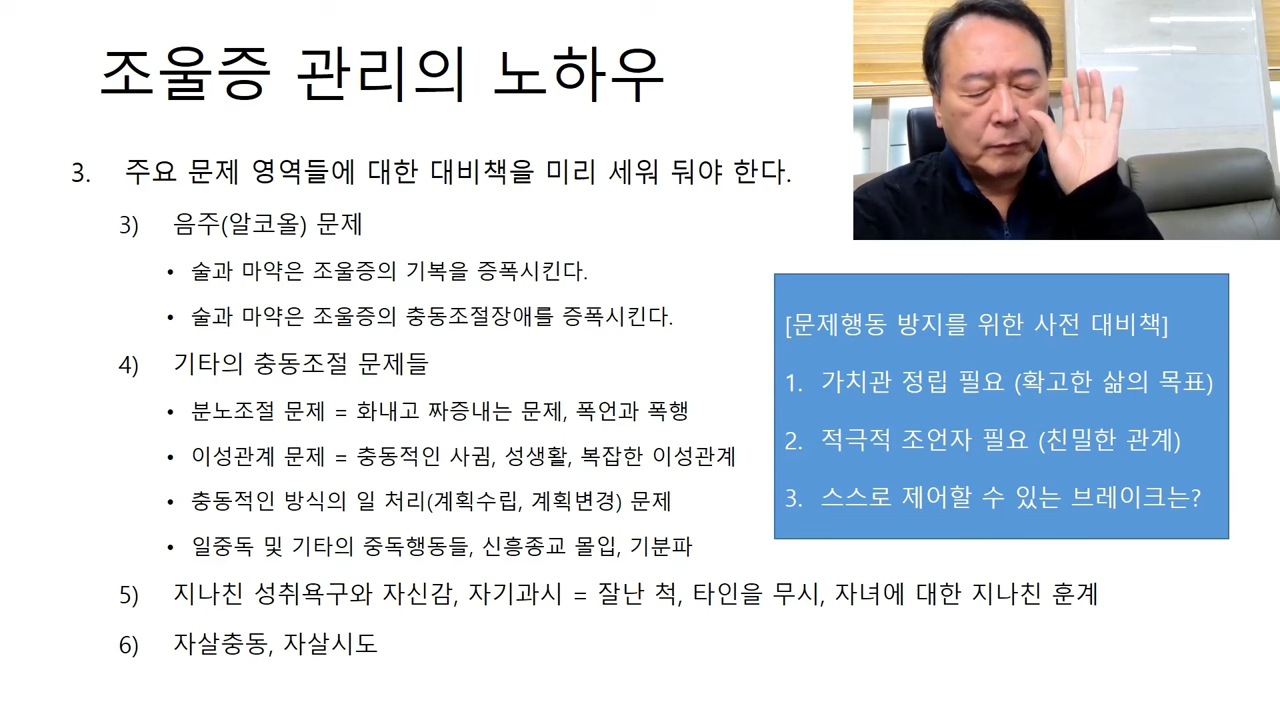 조울증 관리의 노하우
3. 주요 문제 영역들에 대한 대비책을 미리 세워 둬야 한다.
3) 음주(알코올) 문제
• 술과 마약은 조울증의 기복을 증폭시킨다.
• 술과 마약은 조울증의 충동조절장애를 증폭시킨다.
4) 기타의 충동조절 문제들
• 분노조절 문제 = 화내고 짜증내는 문제, 폭언과 폭행
• 이성관계 문제 = 충동적인 사귐, 성생활, 복잡한 이성관계
• 충동적인 방식의 일 처리(계획수립, 계획변경) 문제
• 일중독 및 기타의 중독행동들, 신흥종교 몰입, 기분파
5) 지나친 성취욕구와 자신감, 자기과시 = 잘난 척, 타인을 무시, 자녀에 대한 지나친 훈계
6) 자살충동, 자살시도
[문제행동 방지를 위한 사전 대비책]
1. 가치관 정립 필요 (확고한 삶의 목표)
2. 적극적 조언자 필요 (친밀한 관계)
3. 스스로 제어할 수 있는 브레이크는?